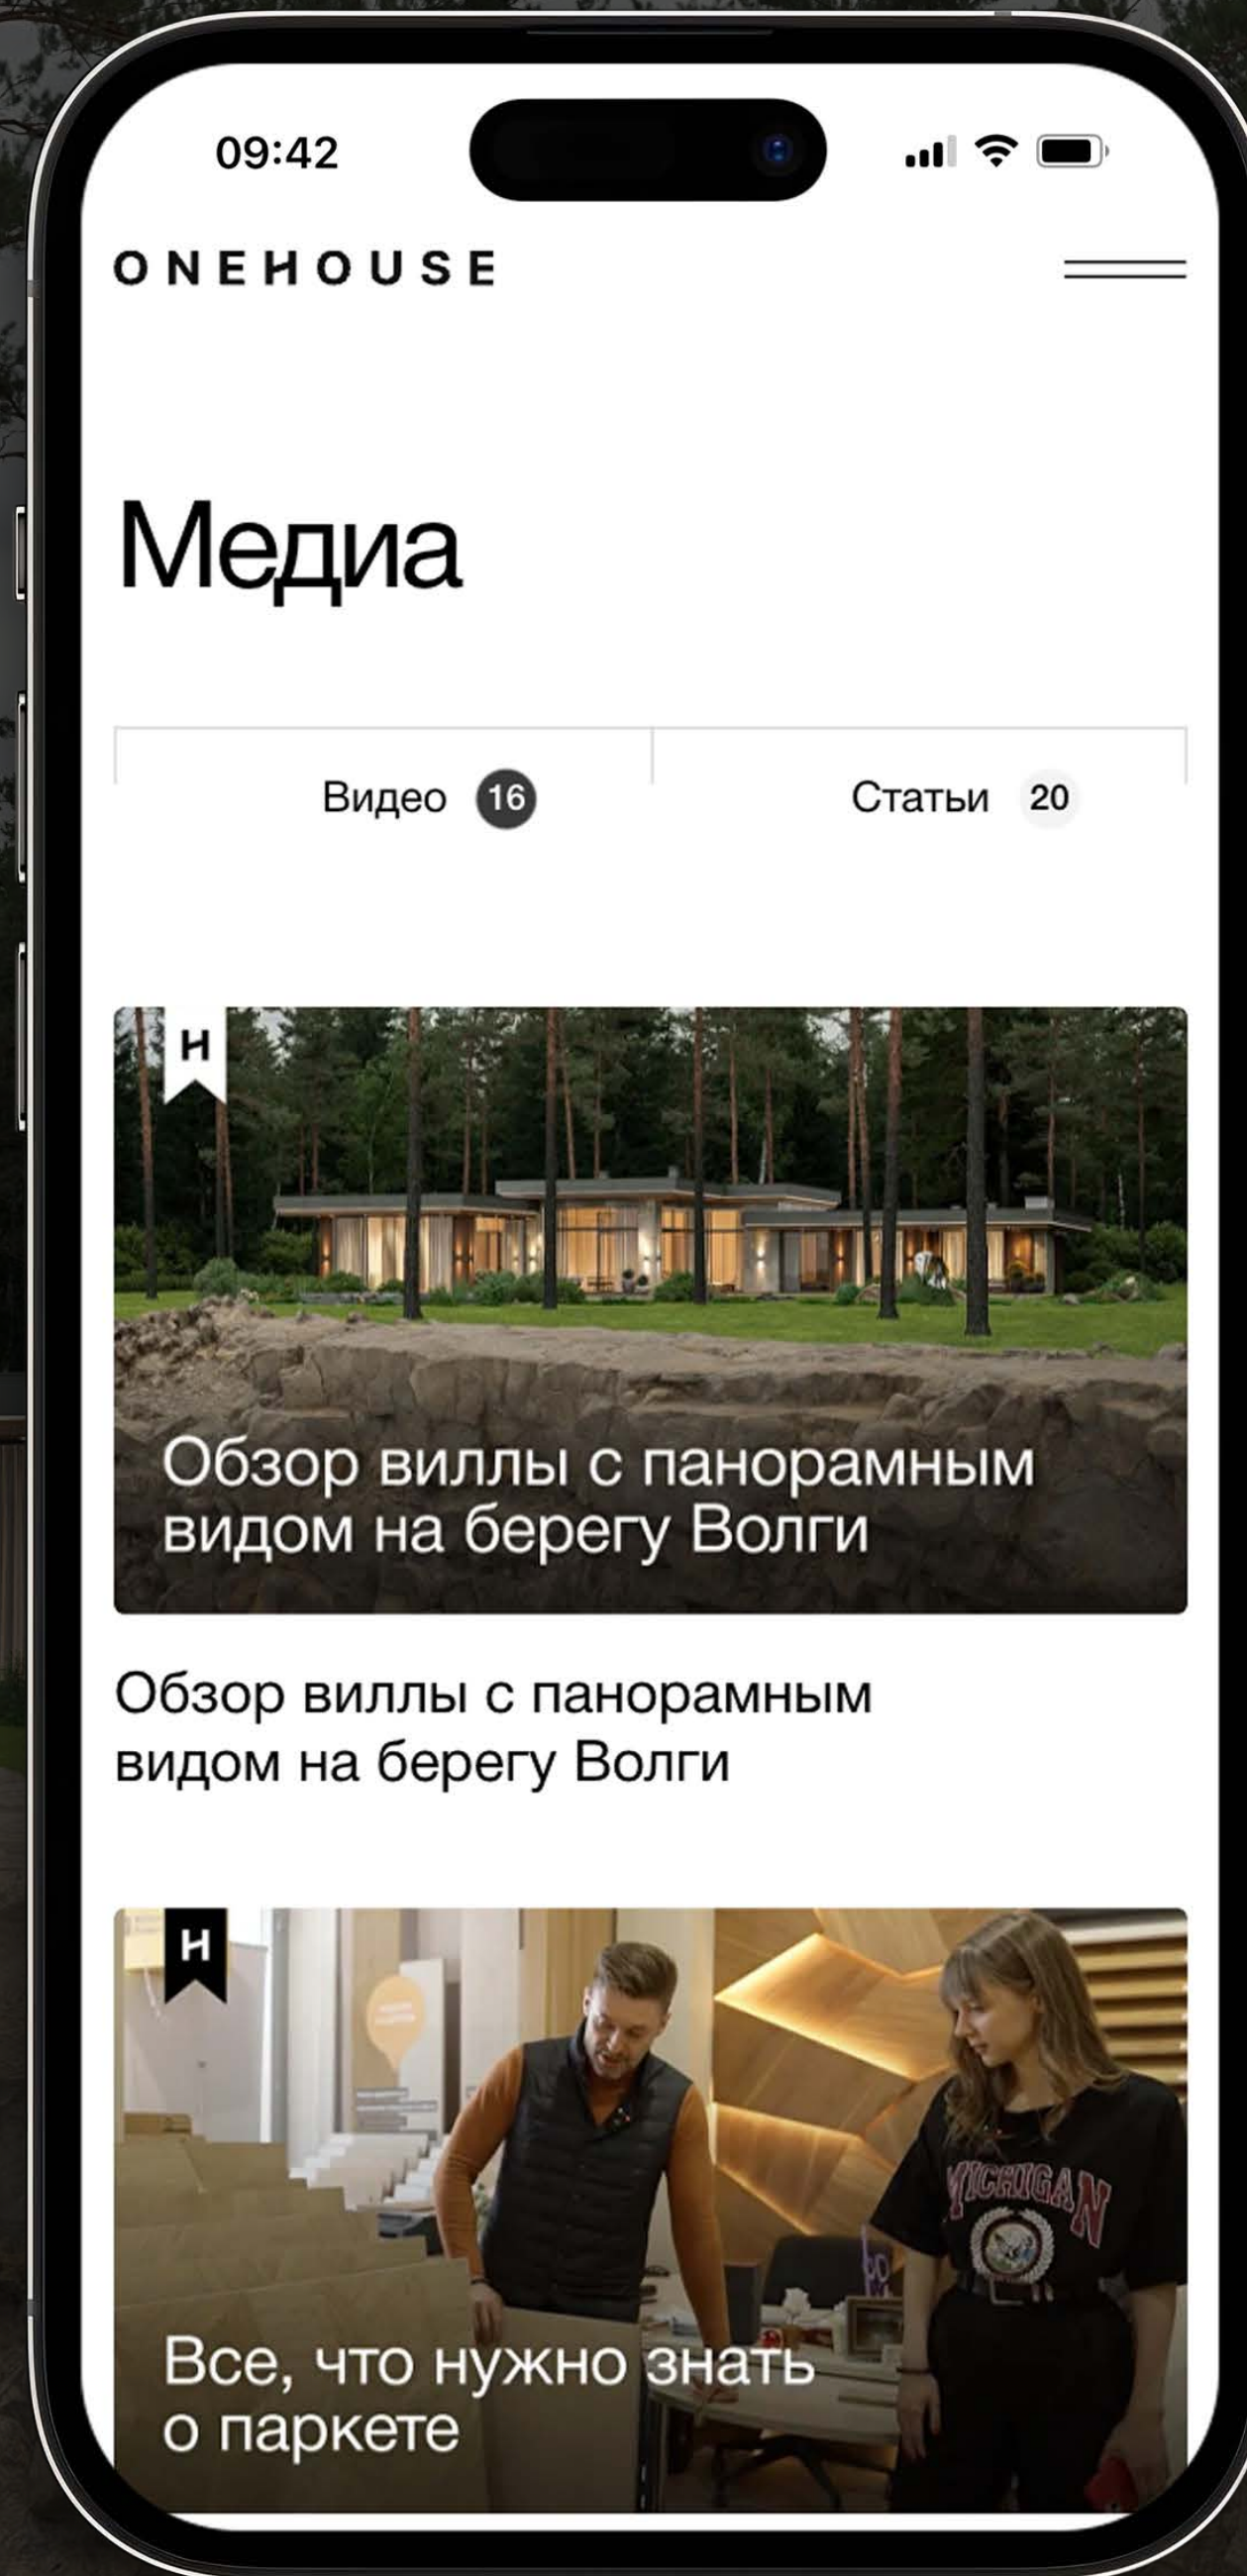 09:42
ONEHOUSE
Медиа
Видео 16
Статьи 20
H
Обзор виллы с панорамным
видом на берегу Волги
Обзор виллы с панорамным
видом на берегу Волги
H
MICHIGAN
Все, что нужно знать
о паркете